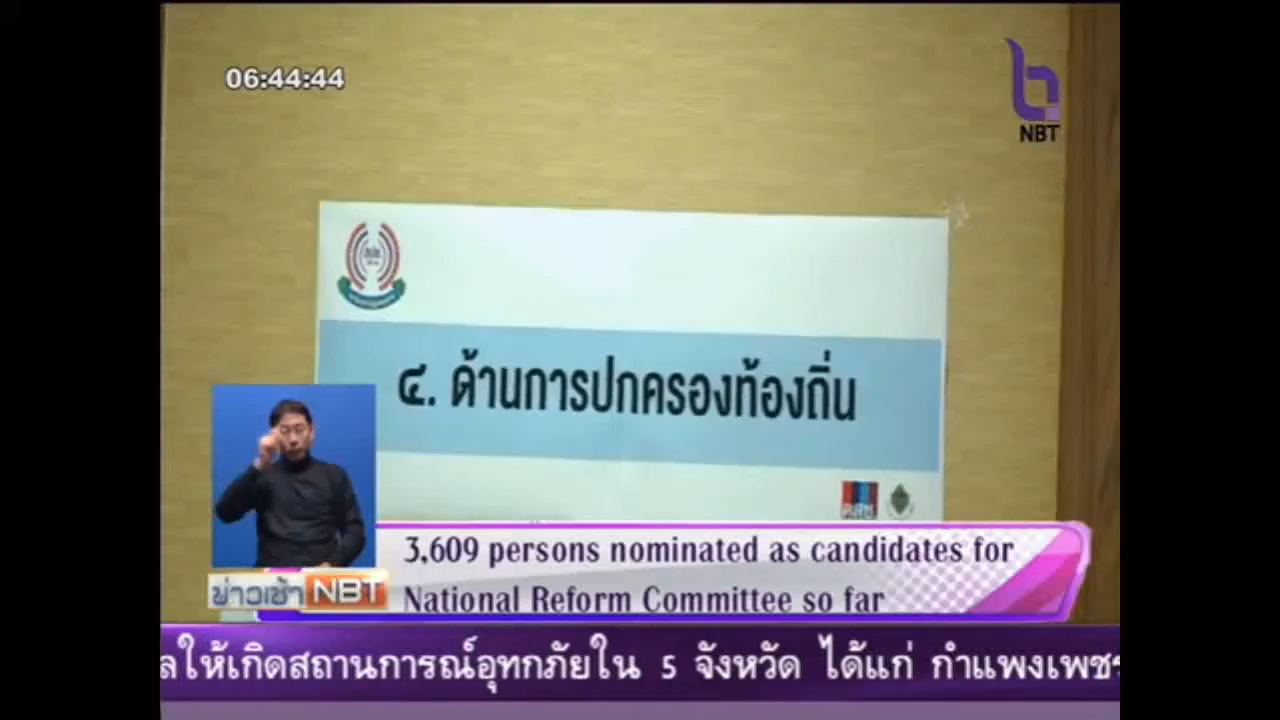 06:44:44
NBT
๔. ด้านการปกครองท้องถิ่น
3,609 persons nominated as candidates for
National Reform Committee so far
ข่าวเช้า NBT
ลให้เกิดสถานการณ์อุทกภัยใน 5 จังหวัด ได้แก่ กำแพงเพชร